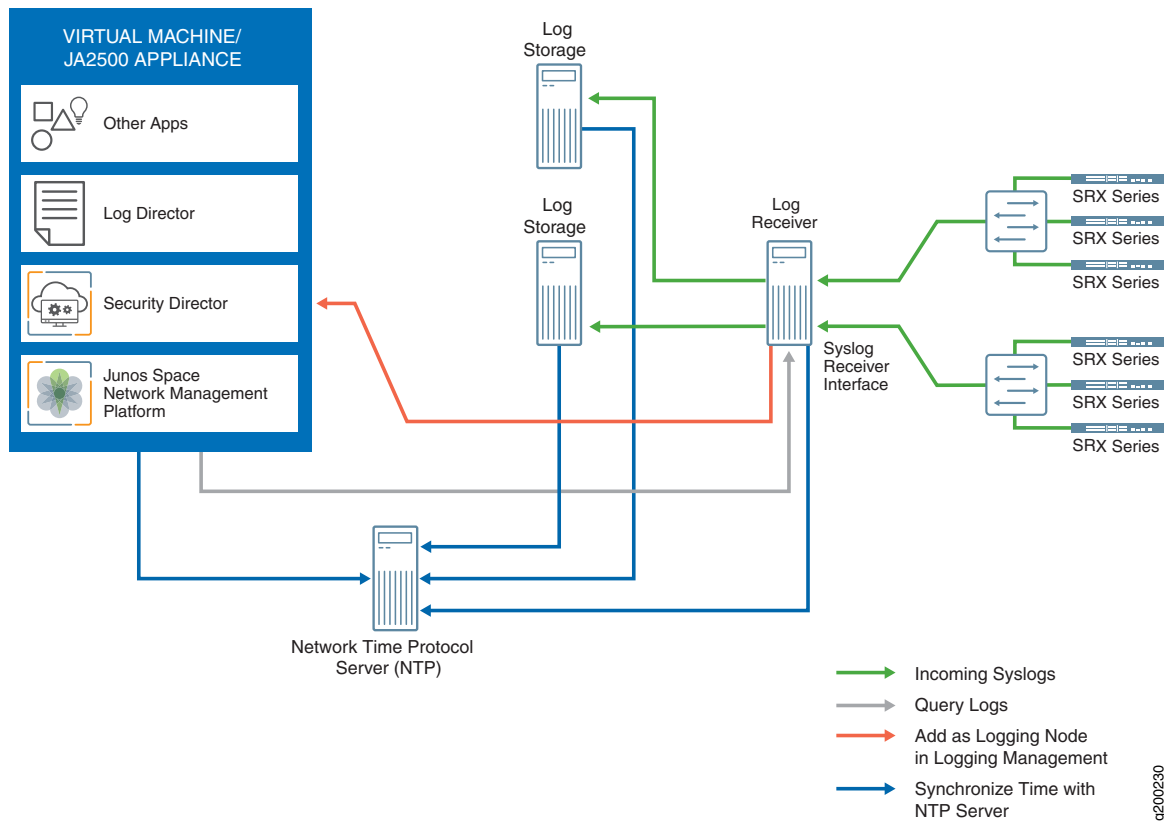 VIRTUAL MACHINE/
JA2500 APPLIANCE
Other Apps
Log Director
Security Director
Junos Space
Network Management
Platform
Log
Storage
Log
Storage
Log
Receiver
Syslog
Receiver
Interface
SRX Series
SRX Series
SRX Series
SRX Series
SRX Series
SRX Series
Network Time Protocol
Server (NTP)
Incoming Syslogs
Query Logs
Add as Logging Node
in Logging Management
Synchronize Time with
NTP Server
g200230